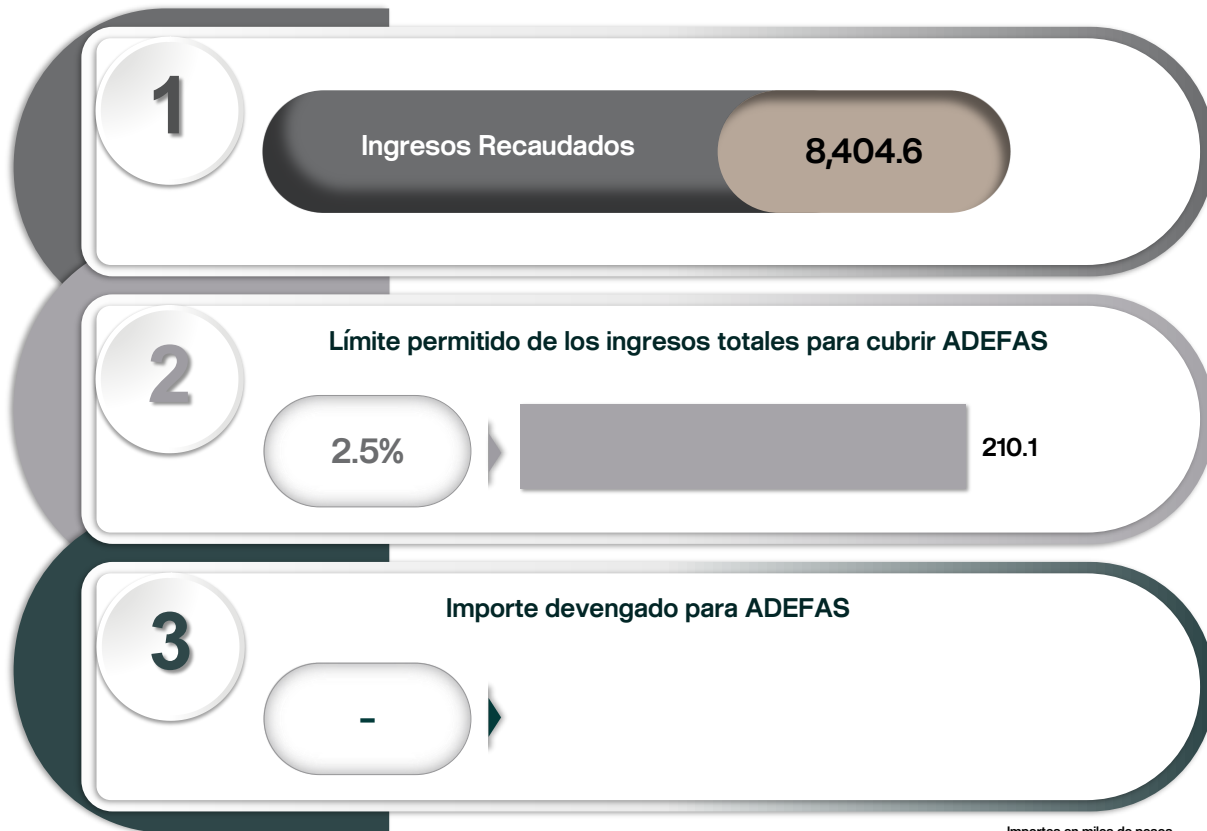 1
Ingresos Recaudados
8,404.6
2
Límite permitido de los ingresos totales para cubrir ADEFAS
2.5%
210.1
3
Importe devengado para ADEFAS
-
Importes en miles de pesos